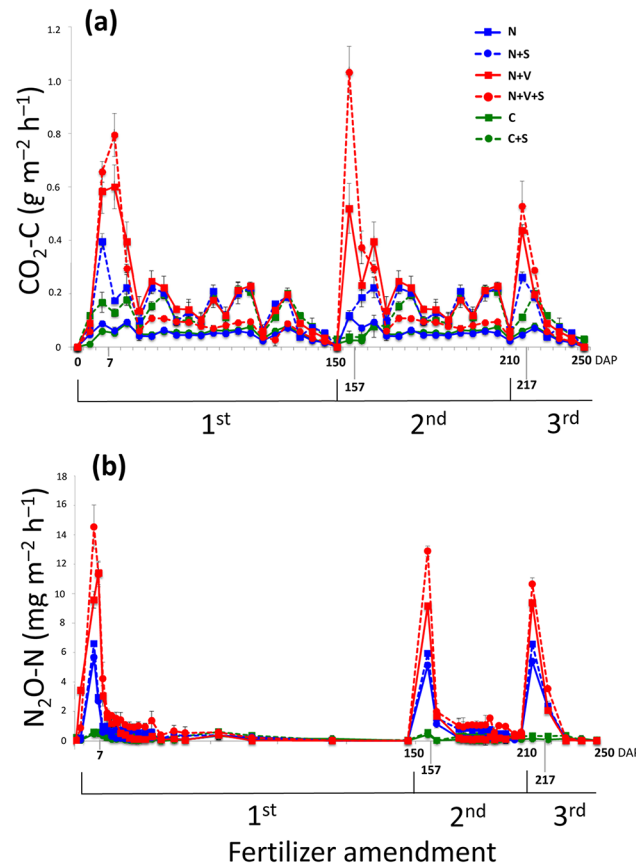 (a)
N
N+S
N+V
N+V+S
C
C+S
CO₂-C (g m⁻² h⁻¹)
1.2
1.0
0.8
0.6
0.4
0.2
0
0
7
150
157
210
217
250 DAP
1st
2nd
3rd
(b)
N₂O-N (mg m⁻² h⁻¹)
18
16
14
12
10
8
6
4
2
0
7
150
157
210
217
250 DAP
1st
2nd
3rd
Fertilizer amendment